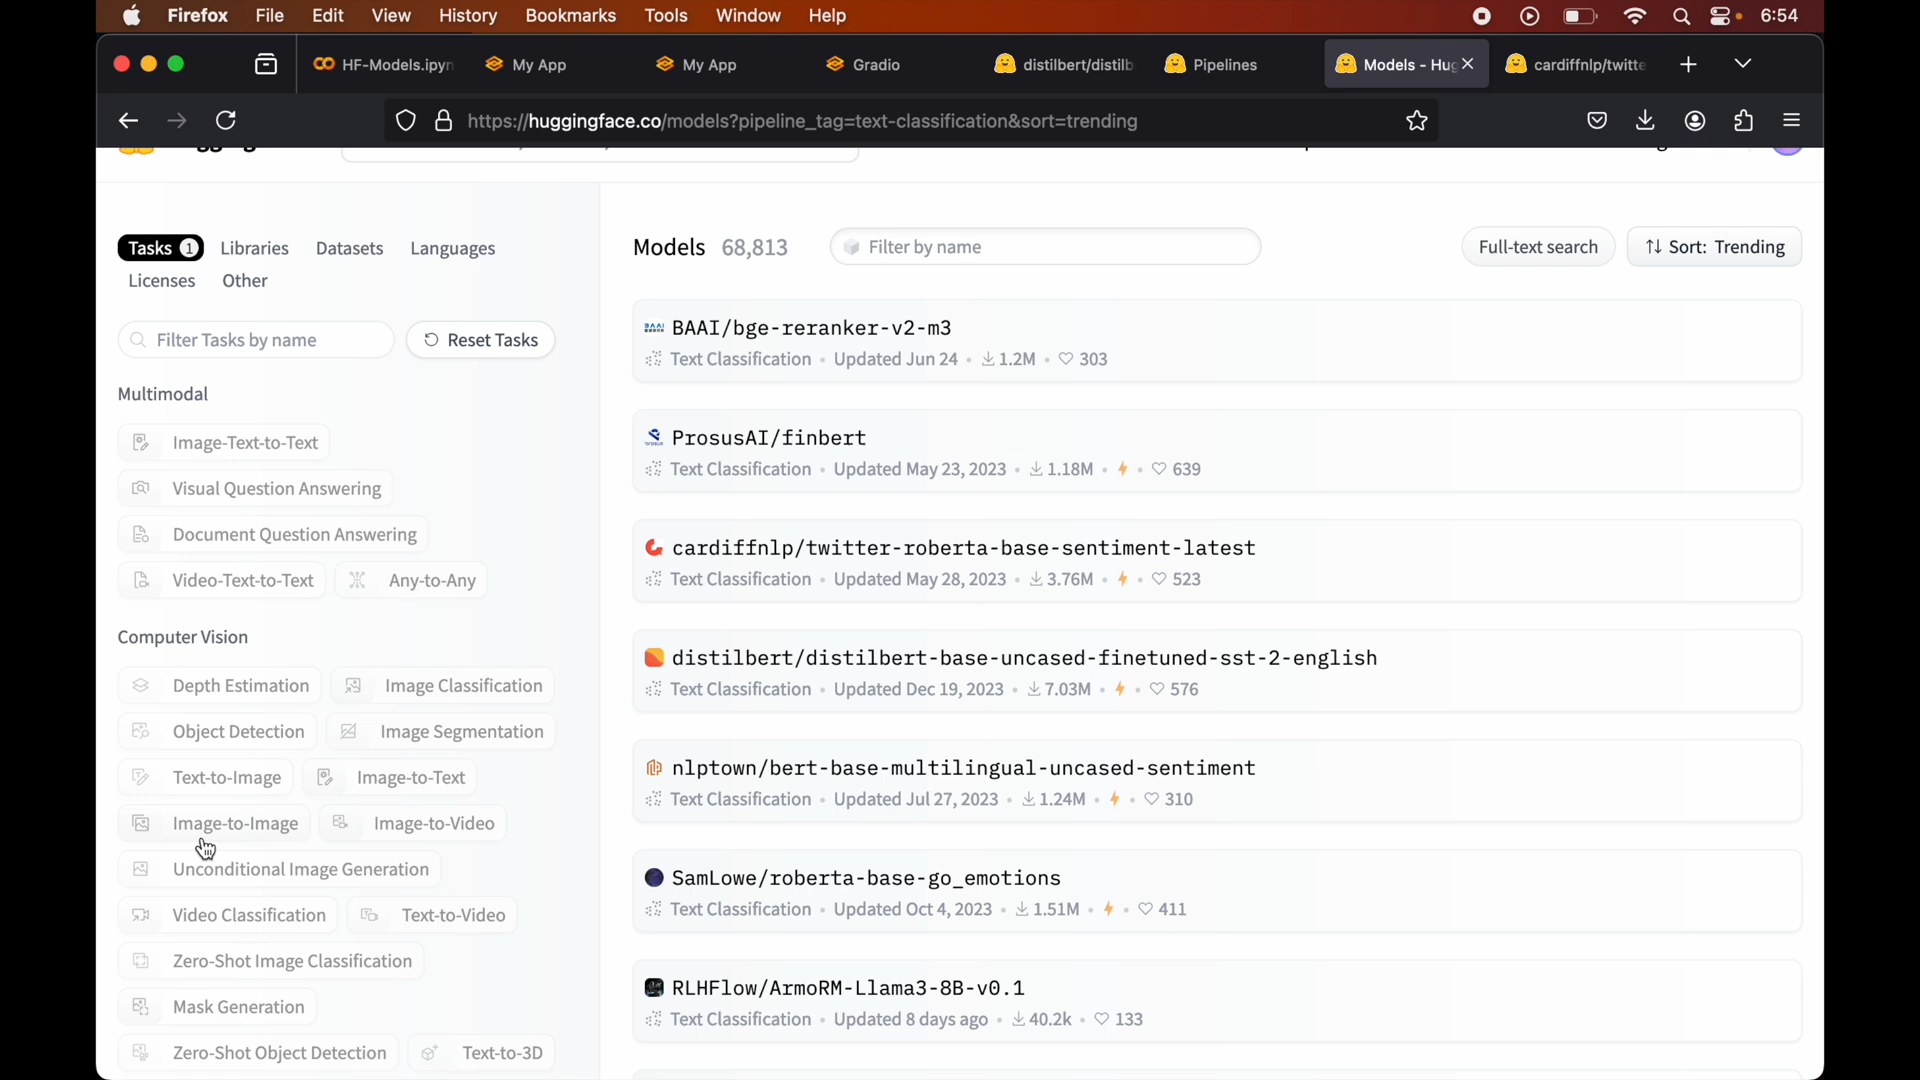 Firefox File Edit View History Bookmarks Tools Window Help 6:54
HF-Models.ipyn My App My App Gradio distilbert/distilb Pipelines Models - Hug cardiffnlp/twitte
https://huggingface.co/models?pipeline_tag=text-classification&sort=trending
Tasks 1 Libraries Datasets Languages
Licenses Other
Filter Tasks by name Reset Tasks
Multimodal
Image-Text-to-Text
Visual Question Answering
Document Question Answering
Video-Text-to-Text Any-to-Any
Computer Vision
Depth Estimation Image Classification
Object Detection Image Segmentation
Text-to-Image Image-to-Text
Image-to-Image Image-to-Video
Unconditional Image Generation
Video Classification Text-to-Video
Zero-Shot Image Classification
Mask Generation
Zero-Shot Object Detection Text-to-3D
Models 68,813 Filter by name Full-text search Sort: Trending
BAAI/bge-reranker-v2-m3
Text Classification • Updated Jun 24 • 1.2M • 303
ProsusAI/finbert
Text Classification • Updated May 23, 2023 • 1.18M • 639
cardiffnlp/twitter-roberta-base-sentiment-latest
Text Classification • Updated May 28, 2023 • 3.76M • 523
distilbert/distilbert-base-uncased-finetuned-sst-2-english
Text Classification • Updated Dec 19, 2023 • 7.03M • 576
nlptown/bert-base-multilingual-uncased-sentiment
Text Classification • Updated Jul 27, 2023 • 1.24M • 310
SamLowe/roberta-base-go_emotions
Text Classification • Updated Oct 4, 2023 • 1.51M • 411
RLHFlow/ArmoRM-Llama3-8B-v0.1
Text Classification • Updated 8 days ago • 40.2k • 133